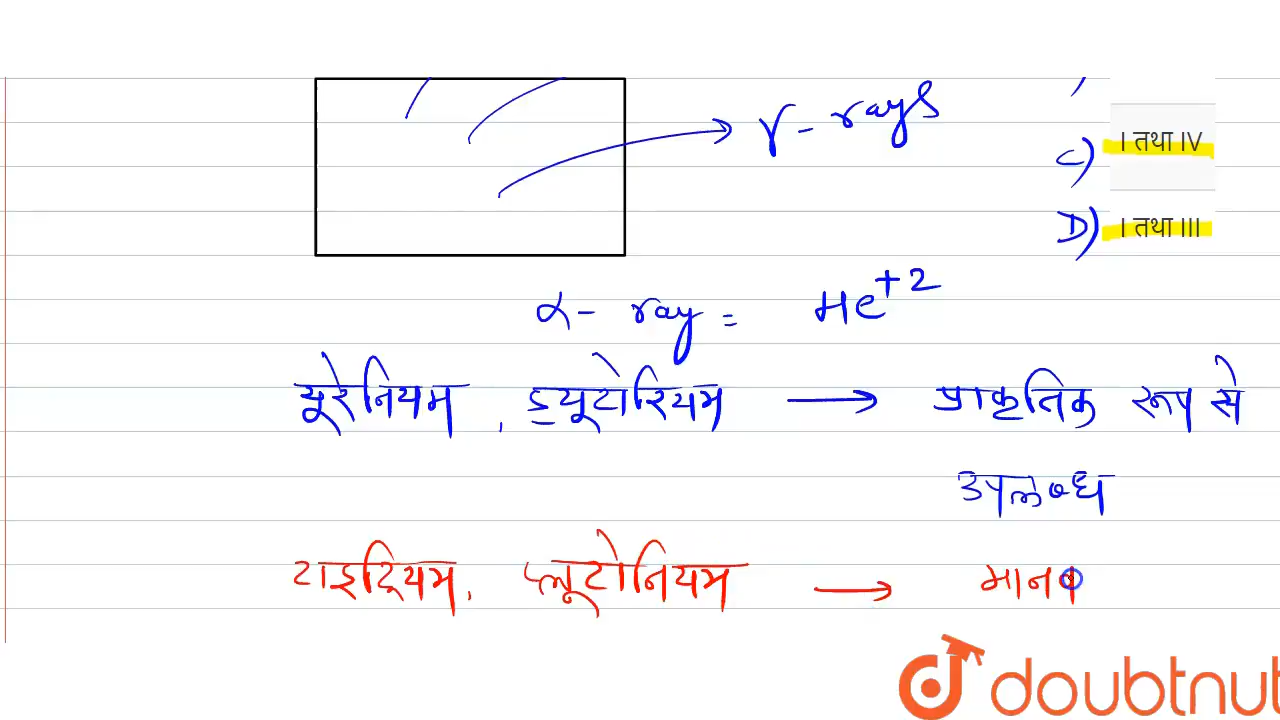 γ- rays
C) I तथा IV
D) I तथा III
α- ray = He+2
यूरेनियम , ड्यूटोरियम → प्राकृतिक रूप से
उपलब्ध
टाइट्रियम, प्लूटोनियम → मानव
doubtnut